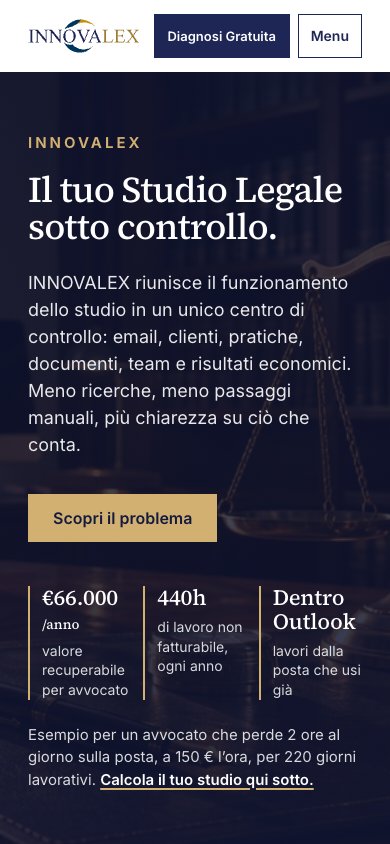 INNOVALEX
Diagnosi Gratuita
Menu
INNOVALEX
Il tuo Studio Legale
sotto controllo.
INNOVALEX riunisce il funzionamento
dello studio in un unico centro di
controllo: email, clienti, pratiche,
documenti, team e risultati economici.
Meno ricerche, meno passaggi
manuali, più chiarezza su ciò che
conta.
Scopri il problema
€66.000
/anno
valore
recuperabile
per avvocato
440h
di lavoro non
fatturabile,
ogni anno
Dentro
Outlook
lavori dalla
posta che usi
già
Esempio per un avvocato che perde 2 ore al
giorno sulla posta, a 150 € l’ora, per 220 giorni
lavorativi. Calcola il tuo studio qui sotto.